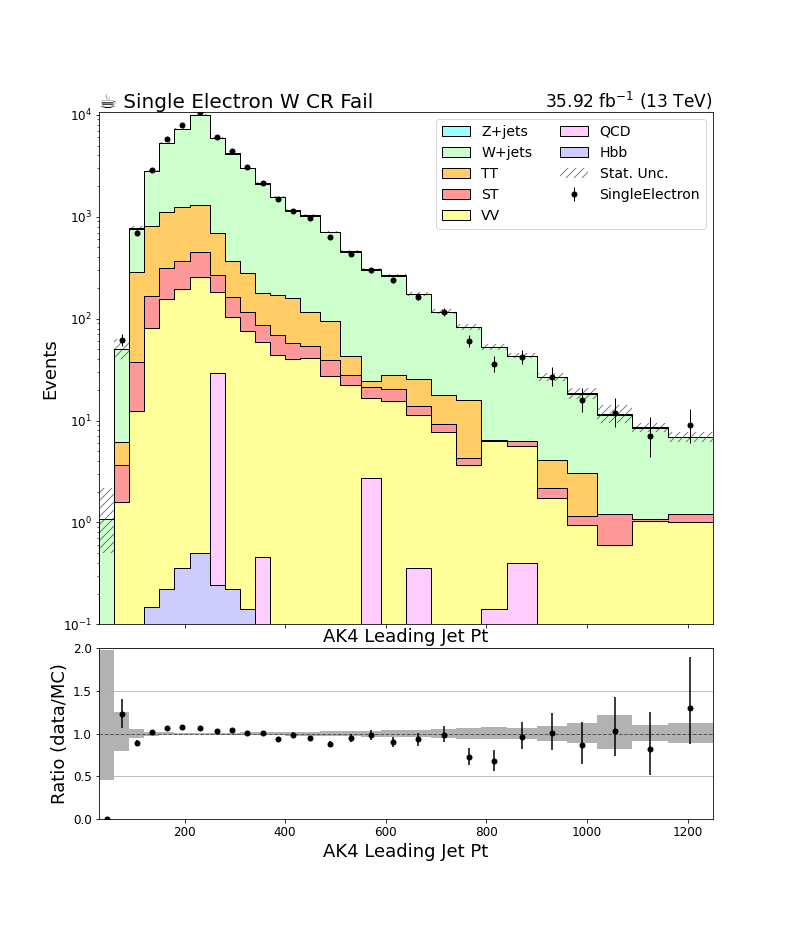 ☕ Single Electron W CR Fail 35.92 fb⁻¹ (13 TeV)
10⁴
10³
10²
10¹
10⁰
10⁻¹
Events
Z+jets
W+jets
TT
ST
VV
QCD
Hbb
Stat. Unc.
SingleElectron
AK4 Leading Jet Pt
2.0
1.5
1.0
0.5
0.0
Ratio (data/MC)
200 400 600 800 1000 1200
AK4 Leading Jet Pt